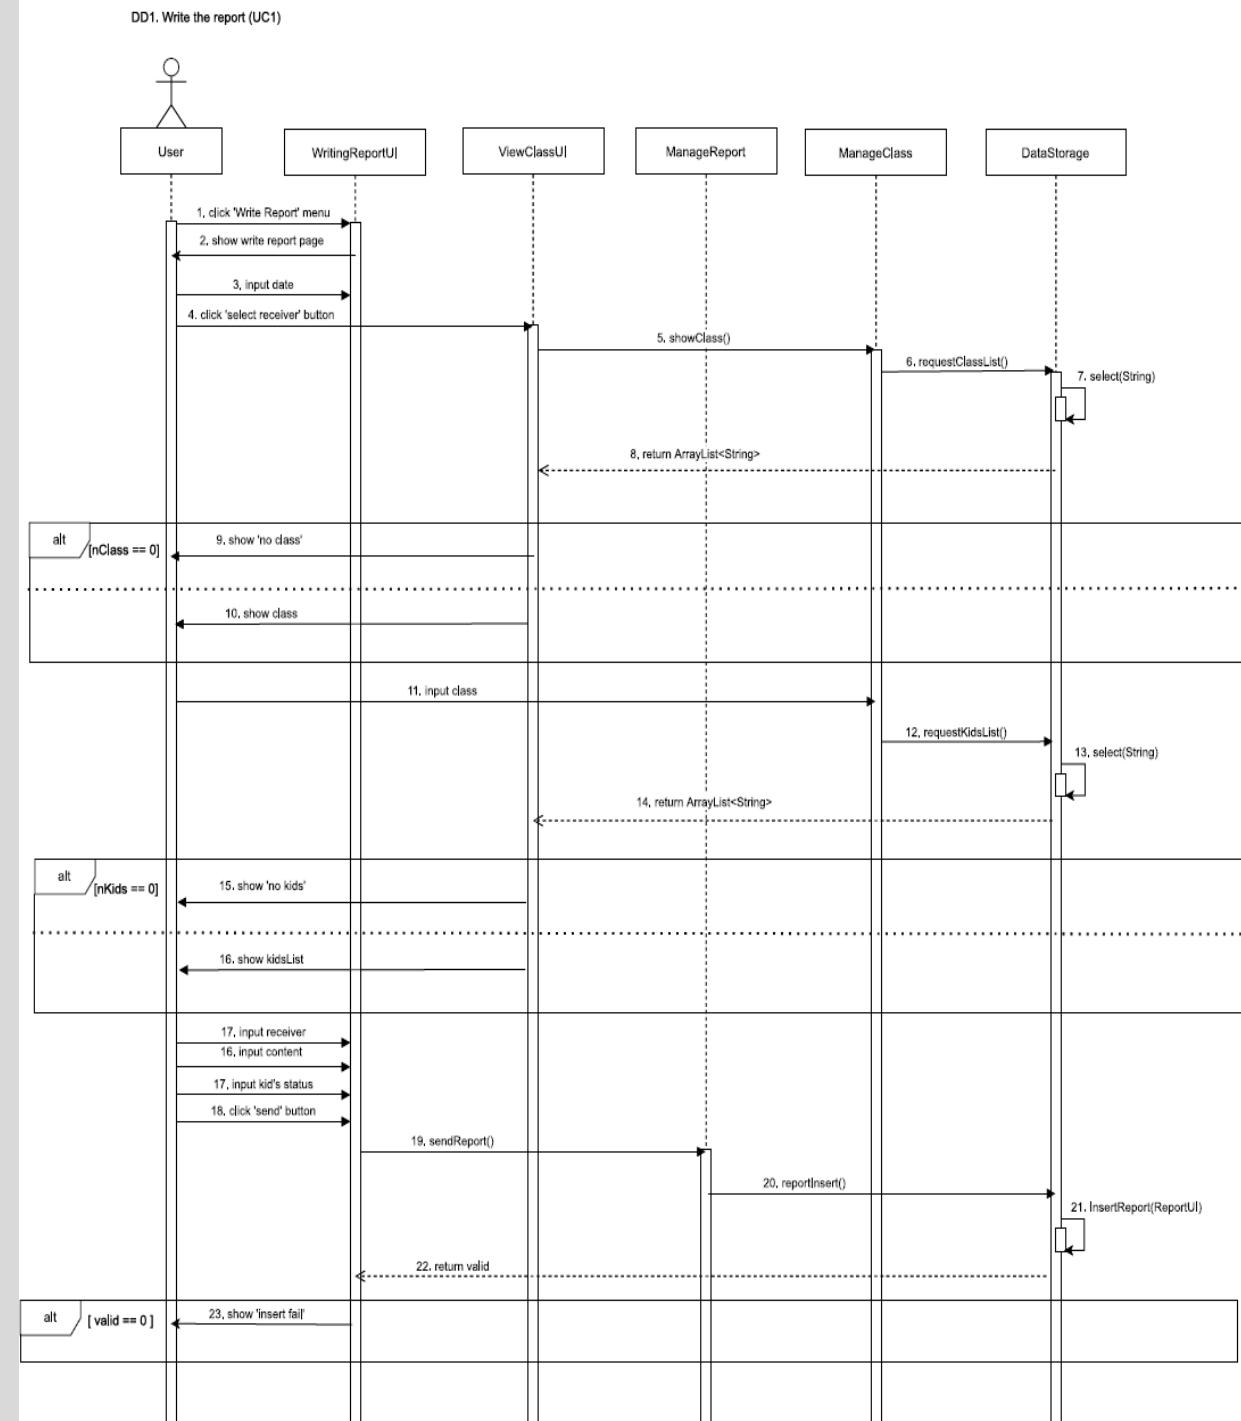 DD1. Write the report (UC1)
User
WritingReportUI
ViewClassUI
ManageReport
ManageClass
DataStorage
1. click 'Write Report' menu
2. show write report page
3. input date
4. click 'select receiver' button
5. showClass()
6. requestClassList()
7. select(String)
8. return ArrayList<String>
alt
[nClass == 0]
9. show 'no class'
10. show class
11. input class
12. requestKidsList()
13. select(String)
14. return ArrayList<String>
alt
[nKids == 0]
15. show 'no kids'
16. show kidsList
17. input receiver
16. input content
17. input kid's status
18. click 'send' button
19. sendReport()
20. reportInsert()
21. InsertReport(ReportUI)
22. return valid
alt
[ valid == 0 ]
23. show 'insert fail'